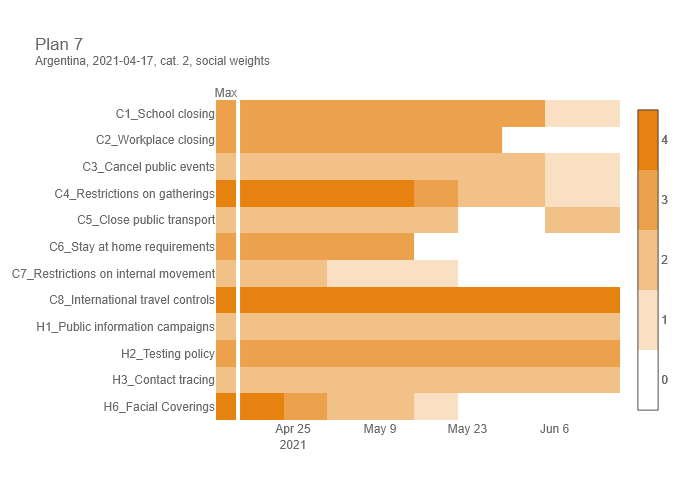 Plan 7
Argentina, 2021-04-17, cat. 2, social weights
Max
C1_School closing
C2_Workplace closing
C3_Cancel public events
C4_Restrictions on gatherings
C5_Close public transport
C6_Stay at home requirements
C7_Restrictions on internal movement
C8_International travel controls
H1_Public information campaigns
H2_Testing policy
H3_Contact tracing
H6_Facial Coverings
Apr 25 May 9 May 23 Jun 6
2021
4
3
2
1
0